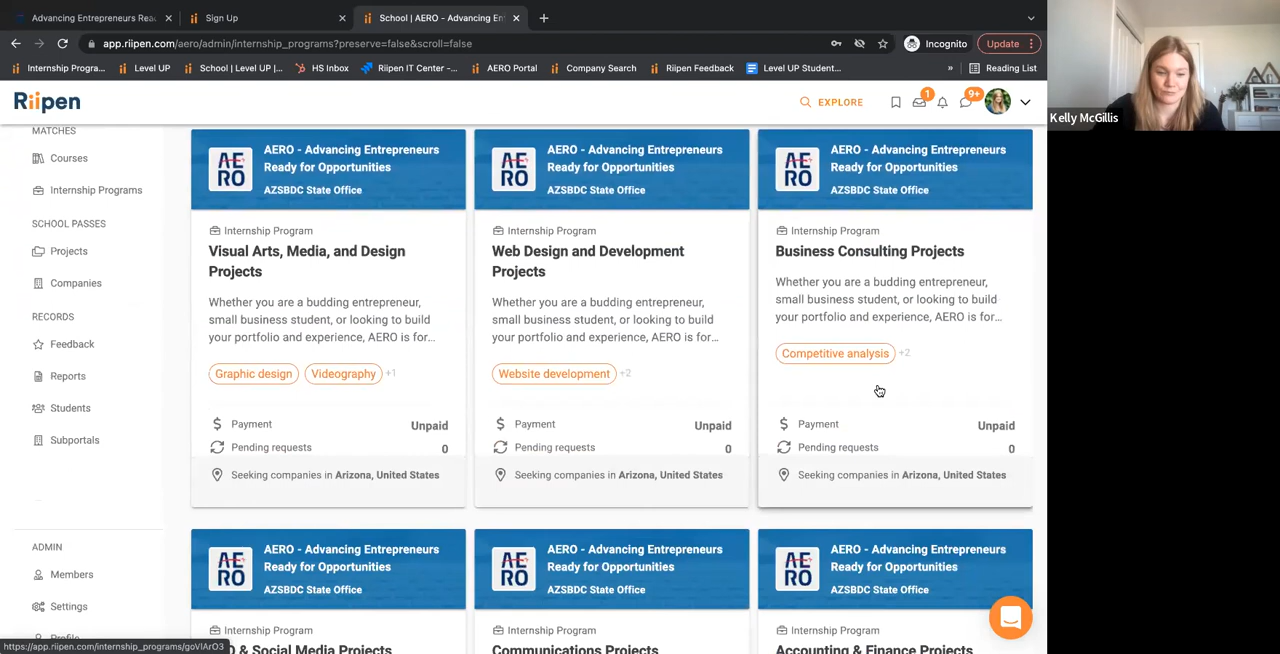 Advancing Entrepreneurs Rea
Sign Up
School | AERO - Advancing En
app.riipen.com/aero/admin/internship_programs?preserve=false&scroll=false
Incognito
Update
Internship Progra...
Level UP
School | Level UP |...
HS Inbox
Riipen IT Center -...
AERO Portal
Company Search
Riipen Feedback
Level UP Student...
»
Reading List
Riipen
EXPLORE
1
9+
Kelly McGillis
MATCHES
Courses
Internship Programs
SCHOOL PASSES
Projects
Companies
RECORDS
Feedback
Reports
Students
Subportals
ADMIN
Members
Settings
Profile
https://app.riipen.com/internship_programs/goVlArO3
AERO
AERO - Advancing Entrepreneurs
Ready for Opportunities
AZSBDC State Office
Internship Program
Visual Arts, Media, and Design
Projects
Whether you are a budding entrepreneur,
small business student, or looking to build
your portfolio and experience, AERO is for...
Graphic design
Videography
+1
Payment
Unpaid
Pending requests
0
Seeking companies in Arizona, United States
AERO
AERO - Advancing Entrepreneurs
Ready for Opportunities
AZSBDC State Office
Internship Program
Web Design and Development
Projects
Whether you are a budding entrepreneur,
small business student, or looking to build
your portfolio and experience, AERO is for...
Website development
+2
Payment
Unpaid
Pending requests
0
Seeking companies in Arizona, United States
AERO
AERO - Advancing Entrepreneurs
Ready for Opportunities
AZSBDC State Office
Internship Program
Business Consulting Projects
Whether you are a budding entrepreneur,
small business student, or looking to build
your portfolio and experience, AERO is for...
Competitive analysis
+2
Payment
Unpaid
Pending requests
0
Seeking companies in Arizona, United States
AERO
AERO - Advancing Entrepreneurs
Ready for Opportunities
AZSBDC State Office
Internship Program
& Social Media Projects
AERO
AERO - Advancing Entrepreneurs
Ready for Opportunities
AZSBDC State Office
Internship Program
Communications Projects
AERO
AERO - Advancing Entrepreneurs
Ready for Opportunities
AZSBDC State Office
Internship Program
Accounting & Finance Projects